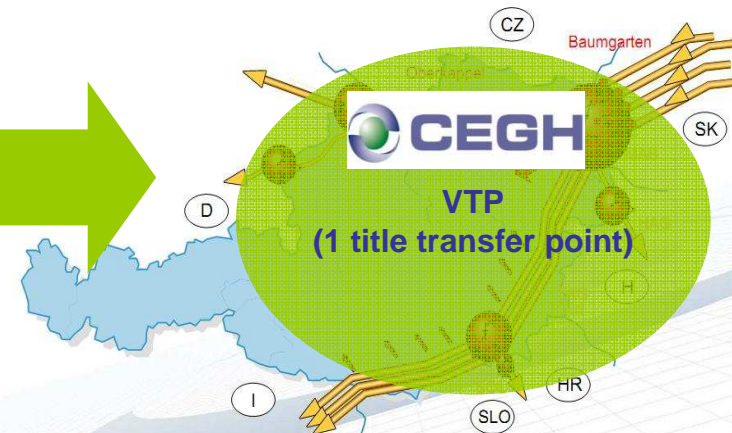 CZ
Baumgarten
Oberkappel
CEGH
SK
VTP
(1 title transfer point)
D
H
HR
I
SLO